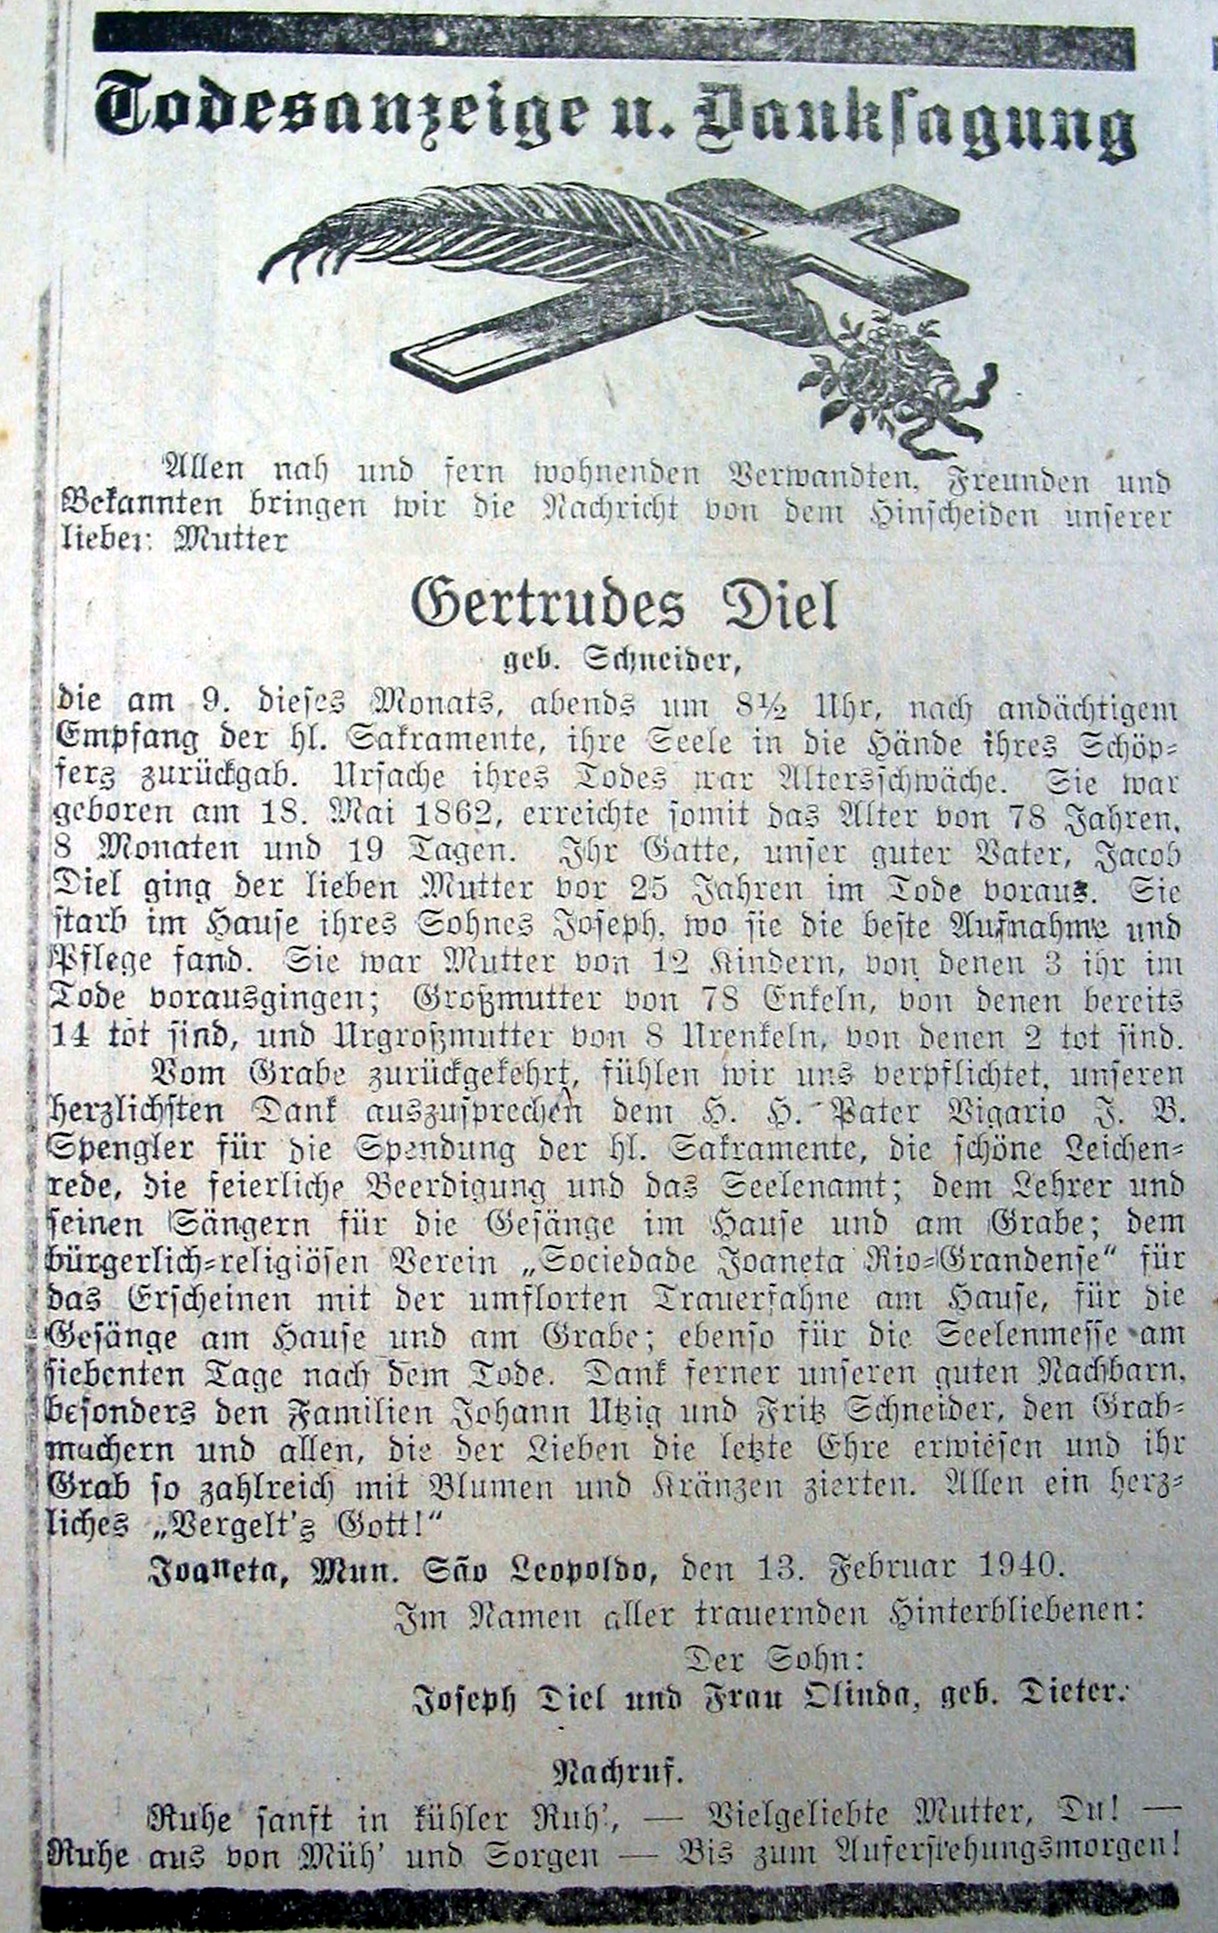 Todesanzeige u. Danksagung
Allen nah und fern wohnenden Verwandten, Freunden und
Bekannten bringen wir die Nachricht von dem Hinscheiden unserer
lieben Mutter
Gertrudes Diel
geb. Schneider,
die am 9. dieses Monats, abends um 8½ Uhr, nach andächtigem
Empfang der hl. Sakramente, ihre Seele in die Hände ihres Schöp-
fers zurückgab. Ursache ihres Todes war Altersschwäche. Sie war
geboren am 18. Mai 1862, erreichte somit das Alter von 78 Jahren,
8 Monaten und 19 Tagen. Ihr Gatte, unser guter Vater, Jacob
Diel ging der lieben Mutter vor 25 Jahren im Tode voraus. Sie
starb im Hause ihres Sohnes Joseph, wo sie die beste Aufnahme und
Pflege fand. Sie war Mutter von 12 Kindern, von denen 3 ihr im
Tode vorausgingen; Großmutter von 78 Enkeln, von denen bereits
14 tot sind, und Urgroßmutter von 8 Urenkeln, von denen 2 tot sind.
Vom Grabe zurückgekehrt, fühlen wir uns verpflichtet, unseren
herzlichsten Dank auszusprechen dem H. H. Pater Vigario J. B.
Spengler für die Spendung der hl. Sakramente, die schöne Leichen-
rede, die feierliche Beerdigung und das Seelenamt; dem Lehrer und
seinen Sängern für die Gesänge im Hause und am Grabe; dem
bürgerlich-religiösen Verein „Sociedade Joaneta Rio-Grandense“ für
das Erscheinen mit der umflorten Trauerfahne am Hause, für die
Gesänge am Hause und am Grabe; ebenso für die Seelenmesse am
siebenten Tage nach dem Tode. Dank ferner unseren guten Nachbarn,
besonders den Familien Johann Utzig und Fritz Schneider, den Grab-
machern und allen, die der Lieben die letzte Ehre erwiesen und ihr
Grab so zahlreich mit Blumen und Kränzen zierten. Allen ein herz-
liches „Vergelt's Gott!“
Joaneta, Mun. São Leopoldo, den 13. Februar 1940.
Im Namen aller trauernden Hinterbliebenen:
Der Sohn:
Joseph Diel und Frau Olinda, geb. Dieter.
Nachruf.
Ruhe sanft in kühler Ruh', — Vielgeliebte Mutter, Du! —
Ruhe aus von Müh' und Sorgen — Bis zum Auferstehungsmorgen!